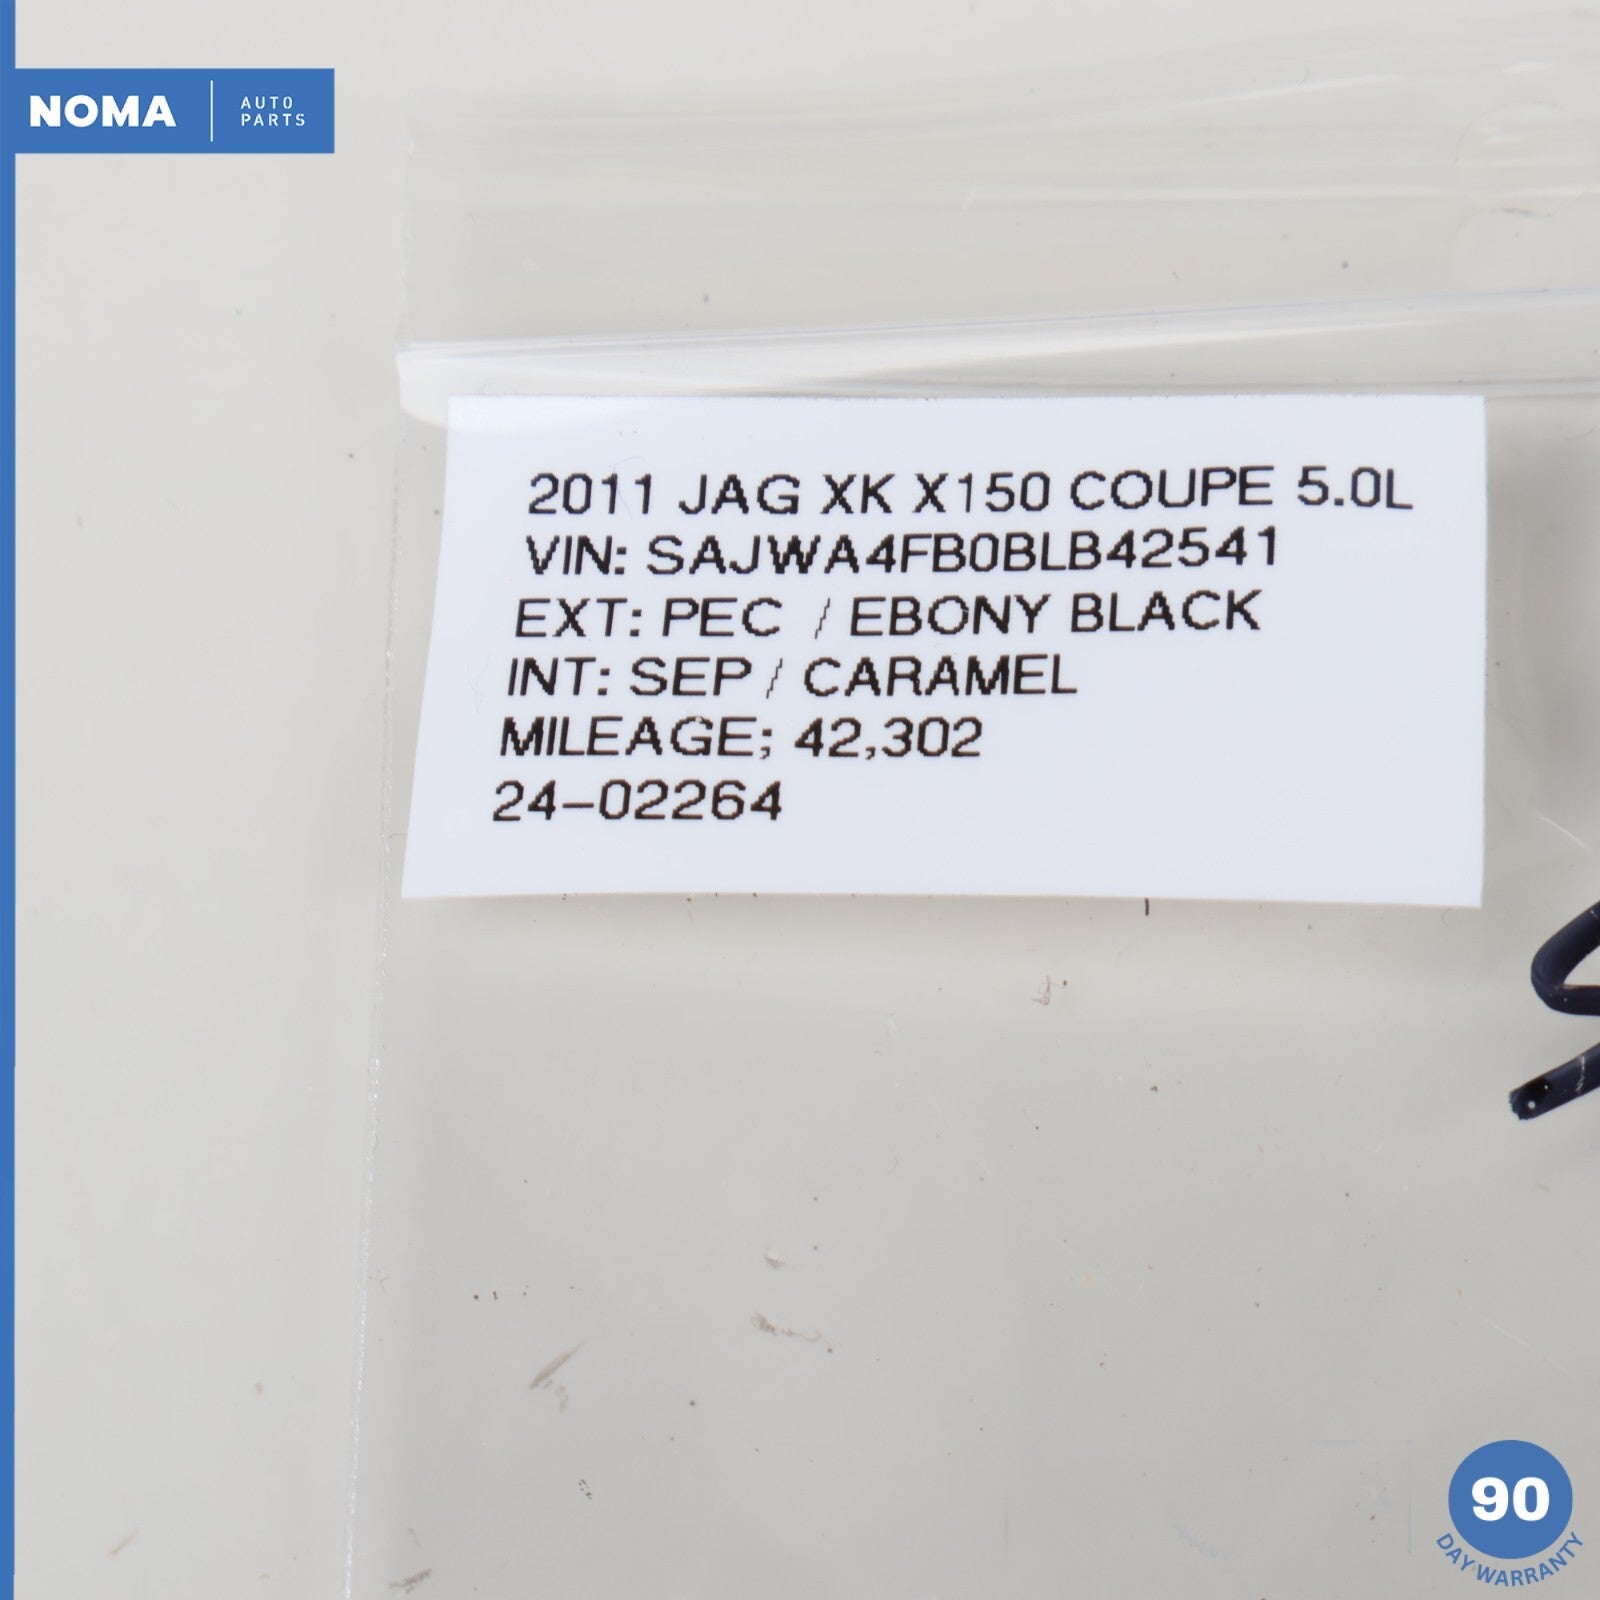 NOMA
AUTO
PARTS
2011 JAG XK X150 COUPE 5.0L
VIN: SAJWA4FB0BLB42541
EXT: PEC / EBONY BLACK
INT: SEP / CARAMEL
MILEAGE; 42,302
24-02264
90
DAY WARRANTY